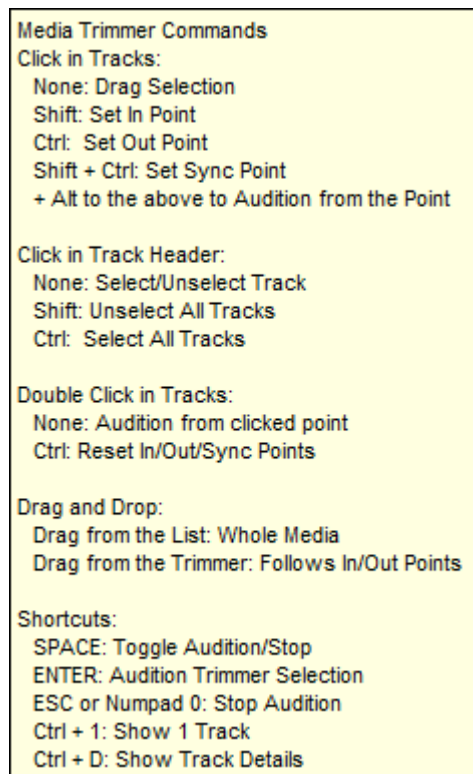 Media Trimmer Commands
Click in Tracks:
None: Drag Selection
Shift: Set In Point
Ctrl:  Set Out Point
Shift + Ctrl: Set Sync Point
+ Alt to the above to Audition from the Point
Click in Track Header:
None: Select/Unselect Track
Shift: Unselect All Tracks
Ctrl:  Select All Tracks
Double Click in Tracks:
None: Audition from clicked point
Ctrl: Reset In/Out/Sync Points
Drag and Drop:
Drag from the List: Whole Media
Drag from the Trimmer: Follows In/Out Points
Shortcuts:
SPACE: Toggle Audition/Stop
ENTER: Audition Trimmer Selection
ESC or Numpad 0: Stop Audition
Ctrl + 1: Show 1 Track
Ctrl + D: Show Track Details